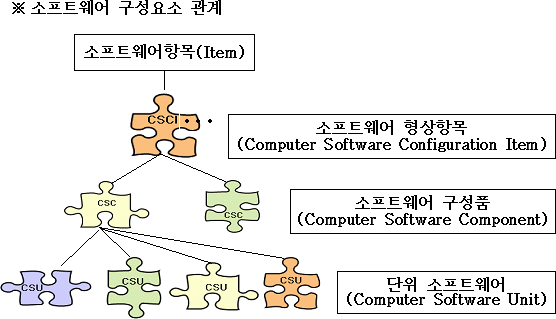 ※ 소프트웨어 구성요소 관계
소프트웨어항목(Item)
CSCI
소프트웨어 형상항목
(Computer Software Configuration Item)
CSC
CSC
소프트웨어 구성품
(Computer Software Component)
CSU
CSU
CSU
CSU
단위 소프트웨어
(Computer Software Unit)